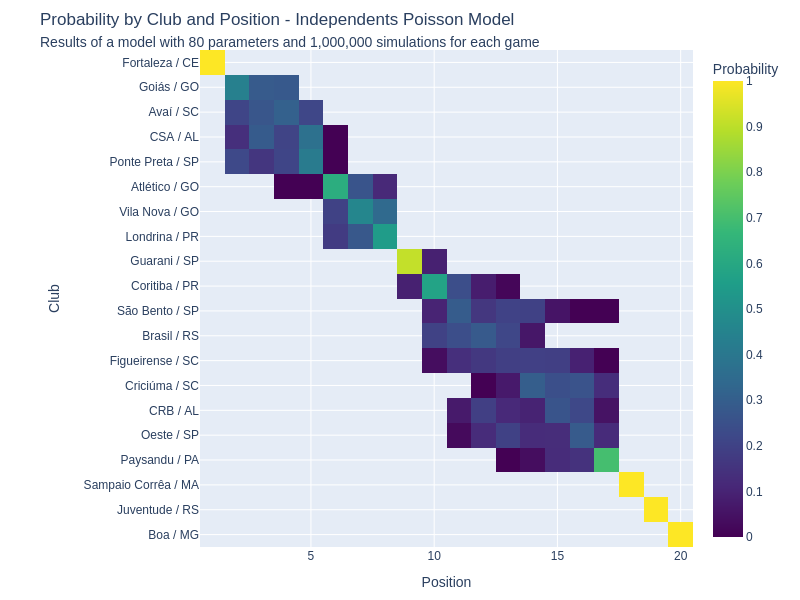 Probability by Club and Position - Independents Poisson Model
Results of a model with 80 parameters and 1,000,000 simulations for each game
Probability
1
0.9
0.8
0.7
0.6
0.5
0.4
0.3
0.2
0.1
0
Club
Fortaleza / CE
Goiás / GO
Avaí / SC
CSA / AL
Ponte Preta / SP
Atlético / GO
Vila Nova / GO
Londrina / PR
Guarani / SP
Coritiba / PR
São Bento / SP
Brasil / RS
Figueirense / SC
Criciúma / SC
CRB / AL
Oeste / SP
Paysandu / PA
Sampaio Corrêa / MA
Juventude / RS
Boa / MG
5
10
15
20
Position